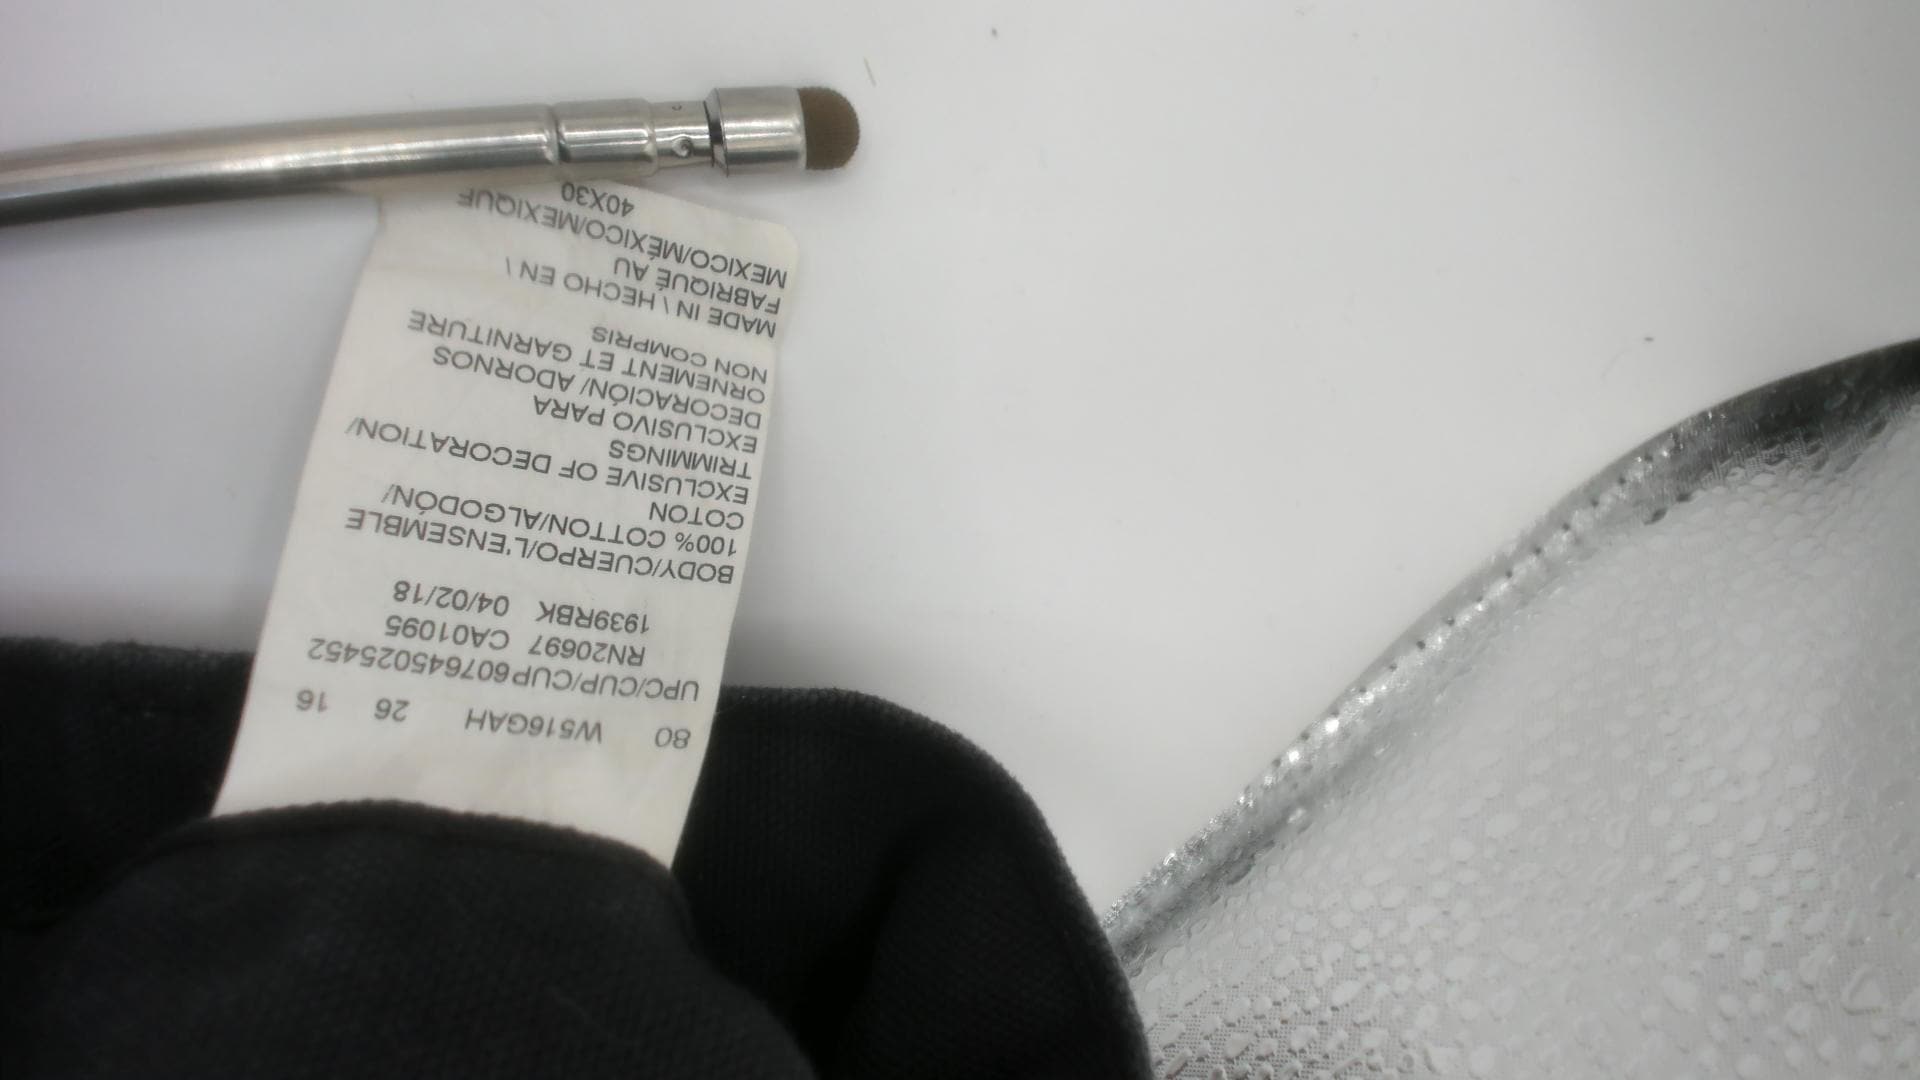 80 W516GAH 26 16
UPC/CUP/CUP607645025452
RN20697 CA01095
1939RBK 04/02/18
BODY/CUERPO/L'ENSEMBLE
100% COTTON/ALGODÓN/
COTON
EXCLUSIVE OF DECORATION/
TRIMMINGS
EXCLUSIVO PARA
DECORACIÓN/ ADORNOS
ORNEMENT ET GARNITURE
NON COMPRIS
MADE IN \ HECHO EN \
FABRIQUÉ AU
MEXICO/MÉXICO/MEXIQUE
40X30